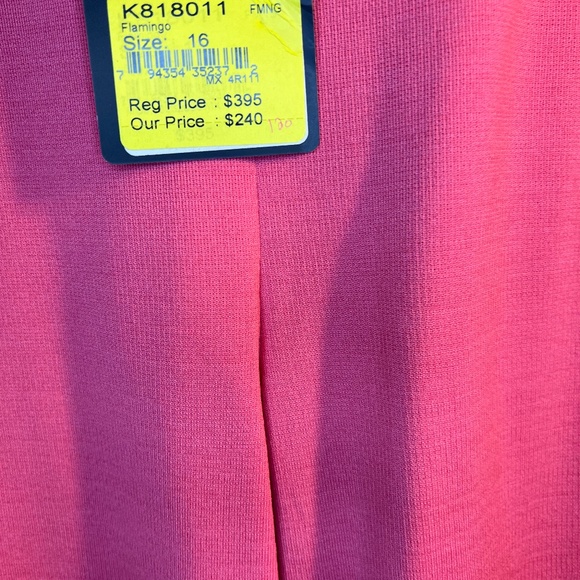 K818011 FMNG
Flamingo
Size: 16
7 94354 35237 2
MX 4R111
Reg Price : $395
Our Price : $240